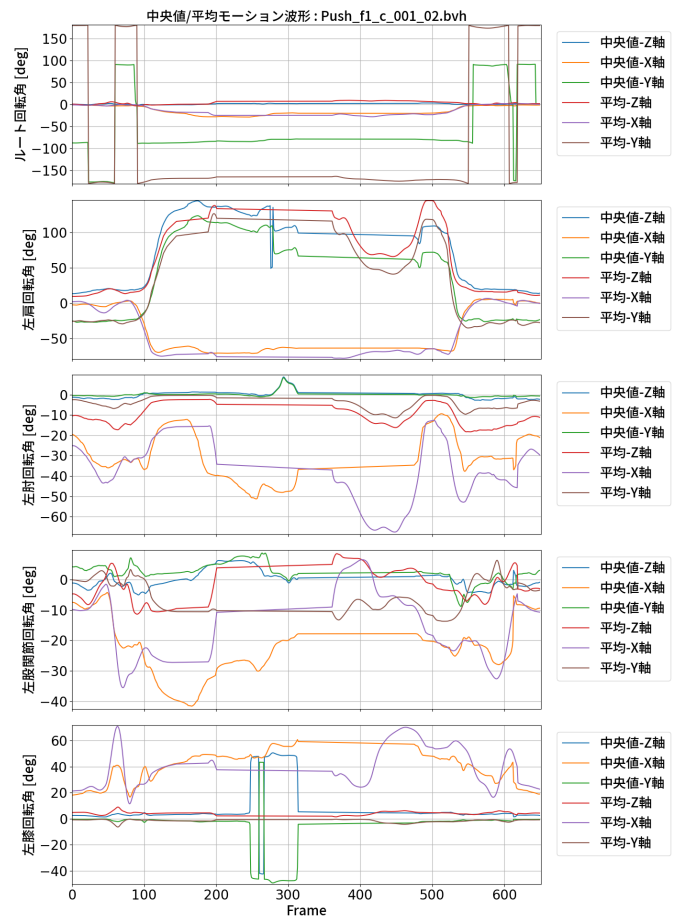 中央値/平均モーション波形 : Push_f1_c_001_02.bvh
ルート回転角 [deg]
150
100
50
0
−50
−100
−150
中央値-Z軸
中央値-X軸
中央値-Y軸
平均-Z軸
平均-X軸
平均-Y軸
左肩回転角 [deg]
100
50
0
−50
中央値-Z軸
中央値-X軸
中央値-Y軸
平均-Z軸
平均-X軸
平均-Y軸
左肘回転角 [deg]
0
−10
−20
−30
−40
−50
−60
中央値-Z軸
中央値-X軸
中央値-Y軸
平均-Z軸
平均-X軸
平均-Y軸
左股関節回転角 [deg]
0
−10
−20
−30
−40
中央値-Z軸
中央値-X軸
中央値-Y軸
平均-Z軸
平均-X軸
平均-Y軸
左膝回転角 [deg]
60
40
20
0
−20
−40
中央値-Z軸
中央値-X軸
中央値-Y軸
平均-Z軸
平均-X軸
平均-Y軸
0 100 200 300 400 500 600
Frame